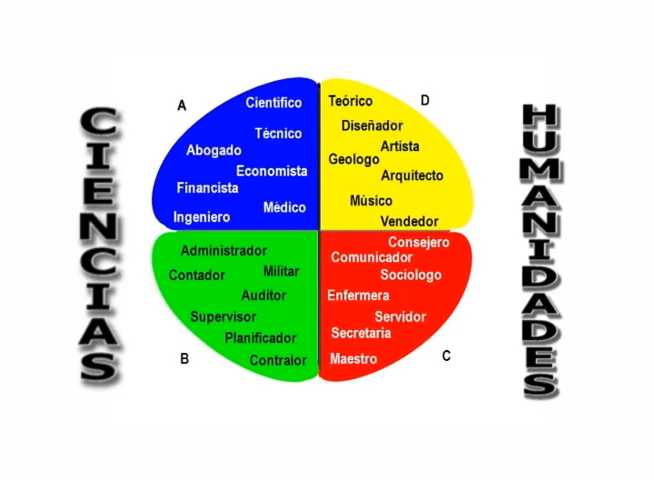 CIENCIAS
A
Científico
Técnico
Abogado
Economista
Financista
Médico
Ingeniero
D
Teórico
Diseñador
Artista
Geologo
Arquitecto
Músico
Vendedor
B
Administrador
Contador
Militar
Auditor
Supervisor
Planificador
Contralor
C
Consejero
Comunicador
Sociologo
Enfermera
Servidor
Secretaria
Maestro
HUMANIDADES